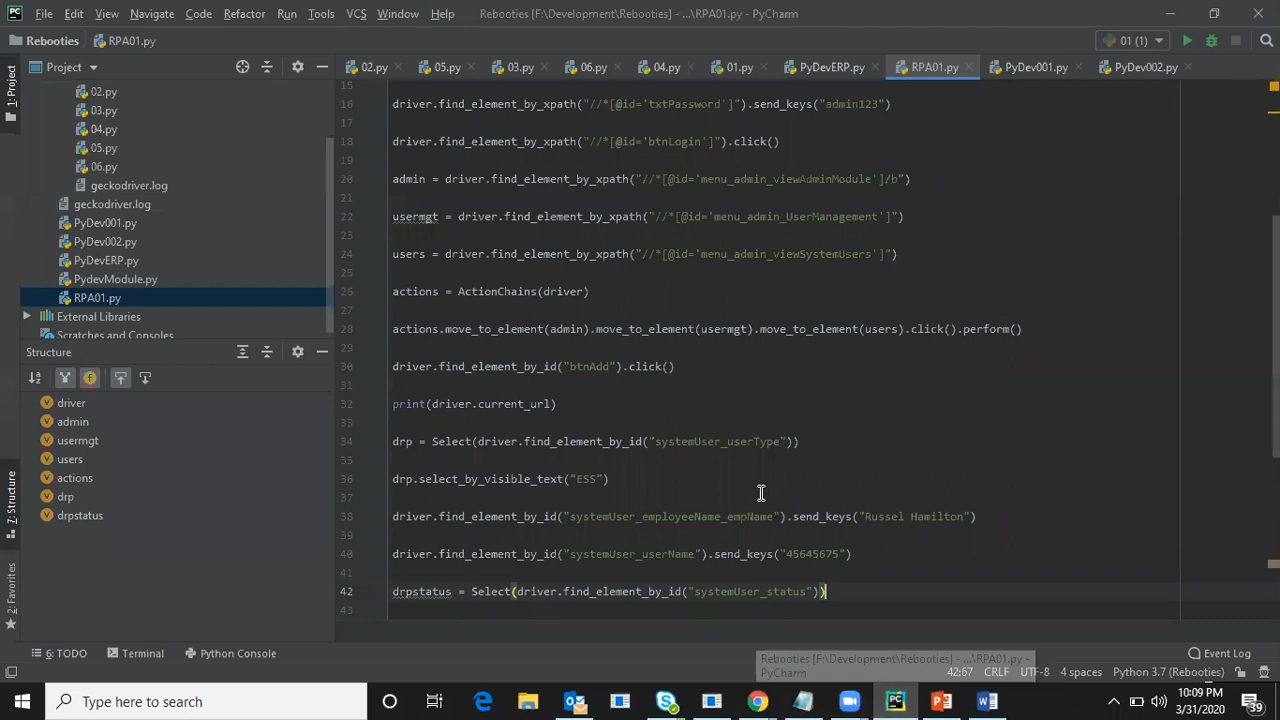 File Edit View Navigate Code Refactor Run Tools VCS Window Help Rebooties [F:\Development\Rebooties] - ...\RPA01.py - PyCharm
Rebooties RPA01.py 01 (1)
1: Project
Project
02.py 05.py 03.py 06.py 04.py 01.py PyDevERP.py RPA01.py PyDev001.py PyDev002.py
02.py
03.py
04.py
05.py
06.py
geckodriver.log
geckodriver.log
PyDev001.py
PyDev002.py
PyDevERP.py
PydevModule.py
RPA01.py
External Libraries
Scratches and Consoles
Structure
driver
admin
usermgt
users
actions
drp
drpstatus
Z: Structure
2: Favorites
15
16 driver.find_element_by_xpath("//*[@id='txtPassword']").send_keys("admin123")
17
18 driver.find_element_by_xpath("//*[@id='btnLogin']").click()
19
20 admin = driver.find_element_by_xpath("//*[@id='menu_admin_viewAdminModule']/b")
21
22 usermgt = driver.find_element_by_xpath("//*[@id='menu_admin_UserManagement']")
23
24 users = driver.find_element_by_xpath("//*[@id='menu_admin_viewSystemUsers']")
25
26 actions = ActionChains(driver)
27
28 actions.move_to_element(admin).move_to_element(usermgt).move_to_element(users).click().perform()
29
30 driver.find_element_by_id("btnAdd").click()
31
32 print(driver.current_url)
33
34 drp = Select(driver.find_element_by_id("systemUser_userType"))
35
36 drp.select_by_visible_text("ESS")
37
38 driver.find_element_by_id("systemUser_employeeName_empName").send_keys("Russel Hamilton")
39
40 driver.find_element_by_id("systemUser_userName").send_keys("45645675")
41
42 drpstatus = Select(driver.find_element_by_id("systemUser_status"))
43
6: TODO Terminal Python Console Event Log
Rebooties [F:\Development\Rebooties] - ...\RPA01.py - PyCharm
42:67 CRLF UTF-8 4 spaces Python 3.7 (Rebooties)
Type here to search
10:09 PM
3/31/2020
39